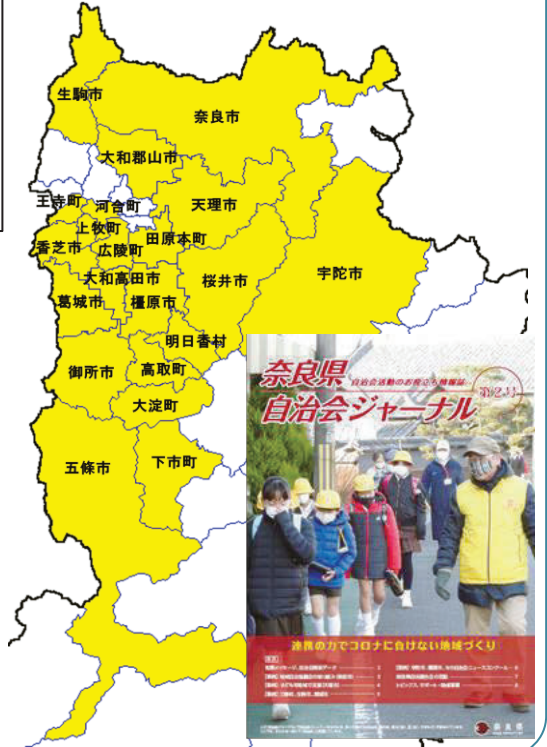 生駒市
奈良市
大和郡山市
王寺町
河合町
天理市
上牧町
田原本町
香芝市
広陵町
宇陀市
大和高田市
桜井市
葛城市
橿原市
明日香村
御所市
高取町
大淀町
五條市
下市町
奈良県
自治会活動のお役立ち情報誌
第2号
自治会ジャーナル
連携の力でコロナに負けない地域づくり
奈良県